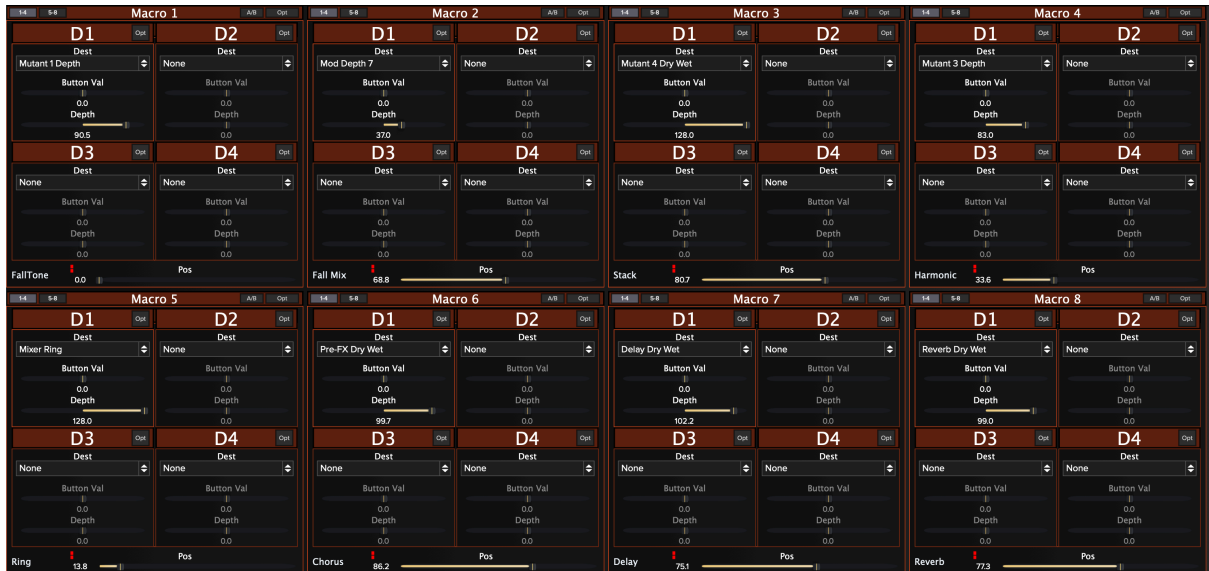 1-4 5-8 Macro 1 A/B Opt 1-4 5-8 Macro 2 A/B Opt 1-4 5-8 Macro 3 A/B Opt 1-4 5-8 Macro 4 A/B Opt
D1 Opt D2 Opt D1 Opt D2 Opt D1 Opt D2 Opt D1 Opt D2 Opt
Dest Dest Dest Dest Dest Dest Dest Dest
Mutant 1 Depth None Mod Depth 7 None Mutant 4 Dry Wet None Mutant 3 Depth None
Button Val Button Val Button Val Button Val Button Val Button Val Button Val Button Val
0.0 0.0 0.0 0.0 0.0 0.0 0.0 0.0
Depth Depth Depth Depth Depth Depth Depth Depth
90.5 0.0 37.0 0.0 128.0 0.0 83.0 0.0
D3 Opt D4 Opt D3 Opt D4 Opt D3 Opt D4 Opt D3 Opt D4 Opt
Dest Dest Dest Dest Dest Dest Dest Dest
None None None None None None None None
Button Val Button Val Button Val Button Val Button Val Button Val Button Val Button Val
0.0 0.0 0.0 0.0 0.0 0.0 0.0 0.0
Depth Depth Depth Depth Depth Depth Depth Depth
0.0 0.0 0.0 0.0 0.0 0.0 0.0 0.0
Pos Pos Pos Pos
FallTone 0.0 Fall Mix 68.8 Stack 80.7 Harmonic 33.6
1-4 5-8 Macro 5 A/B Opt 1-4 5-8 Macro 6 A/B Opt 1-4 5-8 Macro 7 A/B Opt 1-4 5-8 Macro 8 A/B Opt
D1 Opt D2 Opt D1 Opt D2 Opt D1 Opt D2 Opt D1 Opt D2 Opt
Dest Dest Dest Dest Dest Dest Dest Dest
Mixer Ring None Pre-FX Dry Wet None Delay Dry Wet None Reverb Dry Wet None
Button Val Button Val Button Val Button Val Button Val Button Val Button Val Button Val
0.0 0.0 0.0 0.0 0.0 0.0 0.0 0.0
Depth Depth Depth Depth Depth Depth Depth Depth
128.0 0.0 99.7 0.0 102.2 0.0 99.0 0.0
D3 Opt D4 Opt D3 Opt D4 Opt D3 Opt D4 Opt D3 Opt D4 Opt
Dest Dest Dest Dest Dest Dest Dest Dest
None None None None None None None None
Button Val Button Val Button Val Button Val Button Val Button Val Button Val Button Val
0.0 0.0 0.0 0.0 0.0 0.0 0.0 0.0
Depth Depth Depth Depth Depth Depth Depth Depth
0.0 0.0 0.0 0.0 0.0 0.0 0.0 0.0
Pos Pos Pos Pos
Ring 13.8 Chorus 86.2 Delay 75.1 Reverb 77.3